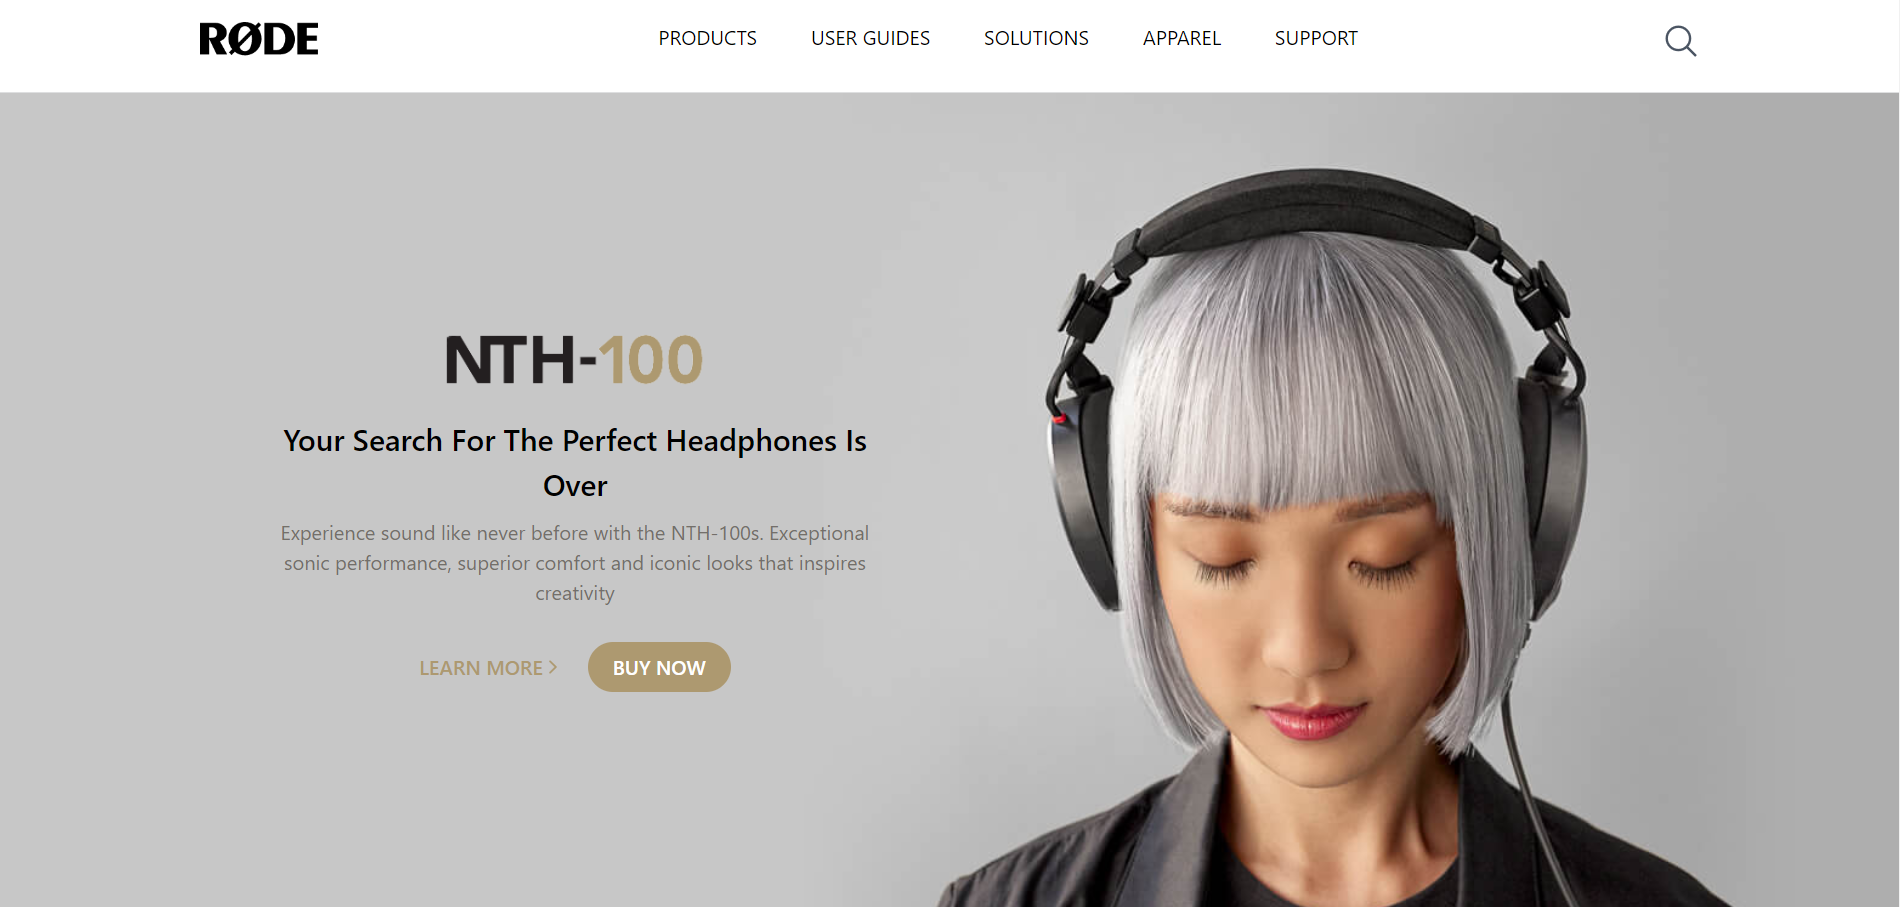 RØDE
PRODUCTS
USER GUIDES
SOLUTIONS
APPAREL
SUPPORT
NTH-100
Your Search For The Perfect Headphones Is
Over
Experience sound like never before with the NTH-100s. Exceptional
sonic performance, superior comfort and iconic looks that inspires
creativity
LEARN MORE >
BUY NOW